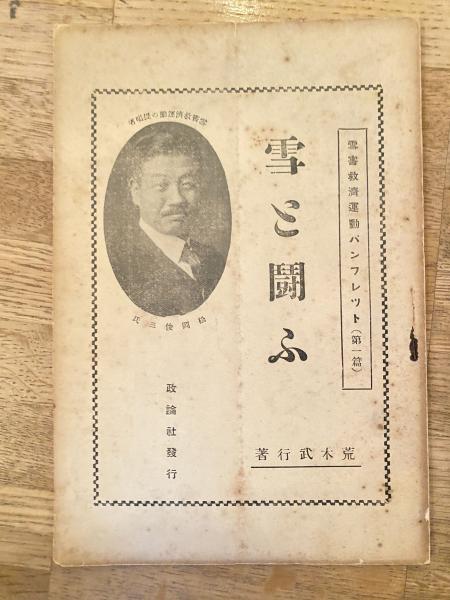 雪害救濟運動パンフレツト(第一篇)
雪と鬪ふ
荒木武行著
雪害救濟運動の提唱者
松岡俊三氏
政論社發行